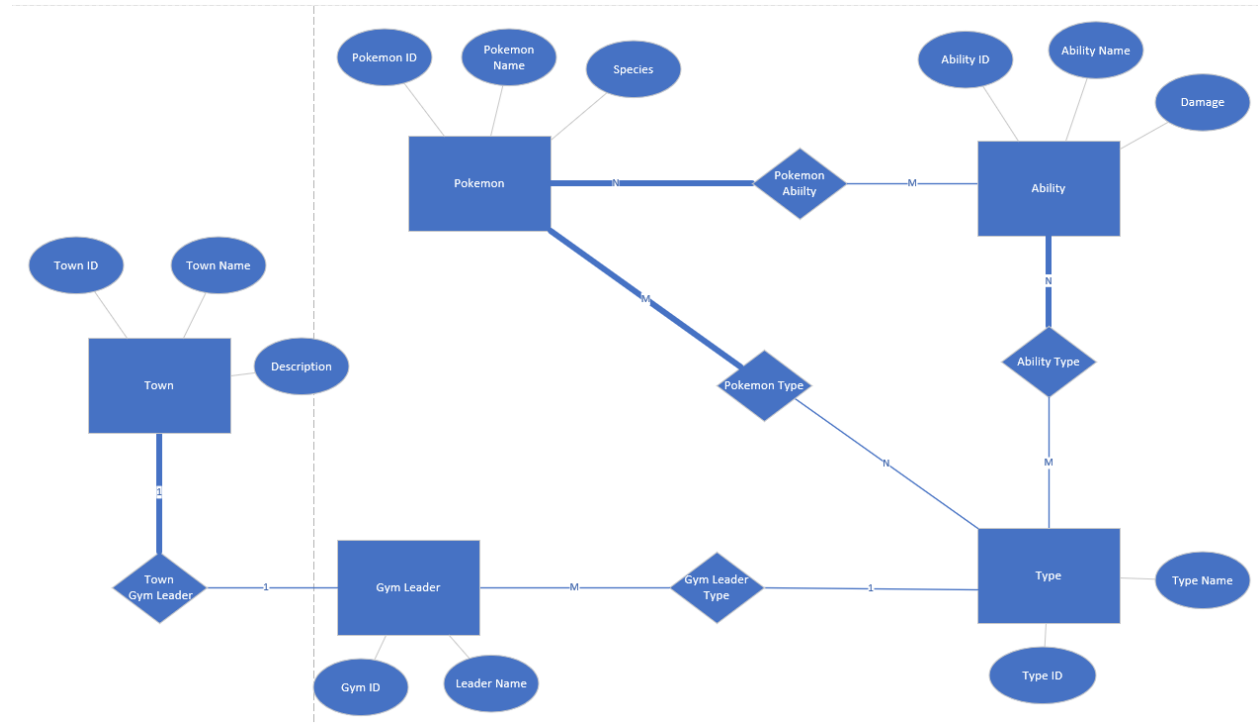 Pokemon ID
Pokemon
Name
Species
Ability ID
Ability Name
Damage
Pokemon
N
Pokemon
Abiilty
M
Ability
Town ID
Town Name
Description
Town
M
N
Pokemon Type
Ability Type
N
M
1
Town
Gym Leader
1
Gym Leader
M
Gym Leader
Type
1
Type
Type Name
Gym ID
Leader Name
Type ID